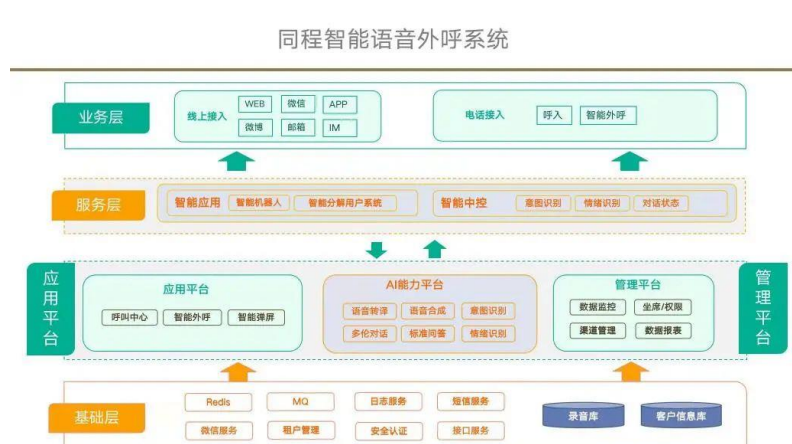 同程智能语音外呼系统
业务层
线上接入
WEB 微信 APP
微博 邮箱 IM
电话接入 呼入 智能外呼
服务层
智能应用 智能机器人 智能分解用户系统
智能中控 意图识别 情绪识别 对话状态
应用平台
应用平台
呼叫中心 智能外呼 智能弹屏
AI能力平台
语音转译 语音合成 意图识别
多伦对话 标准问答 情绪识别
管理平台
数据监控 坐席/权限
渠道管理 数据报表
管理平台
基础层
Redis MQ 日志服务 短信服务
微信服务 租户管理 安全认证 接口服务
录音库 客户信息库